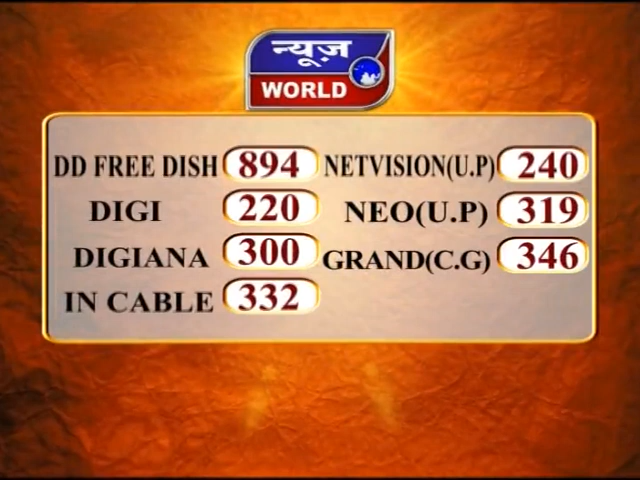 न्यूज़
WORLD
DD FREE DISH 894 NETVISION(U.P) 240
DIGI 220 NEO(U.P) 319
DIGIANA 300 GRAND(C.G) 346
IN CABLE 332